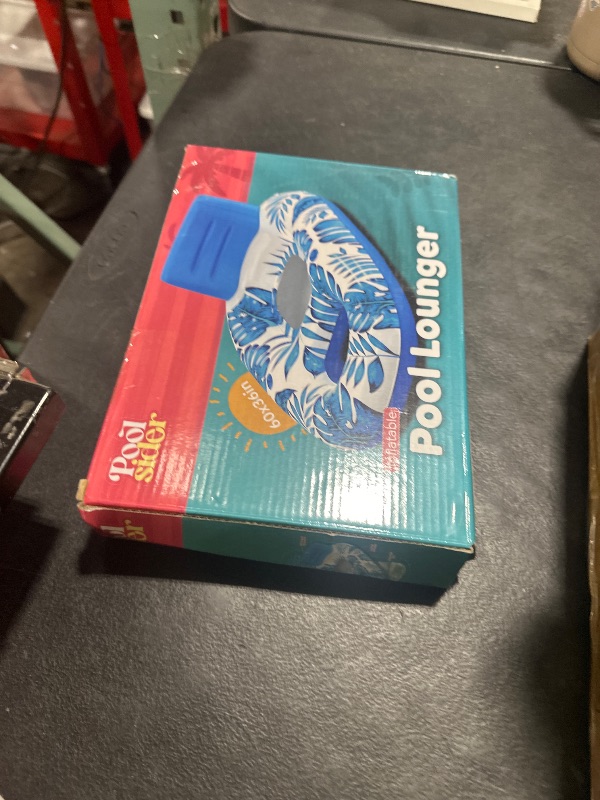 Pool
sider
60x36in
Inflatable
Pool Lounger